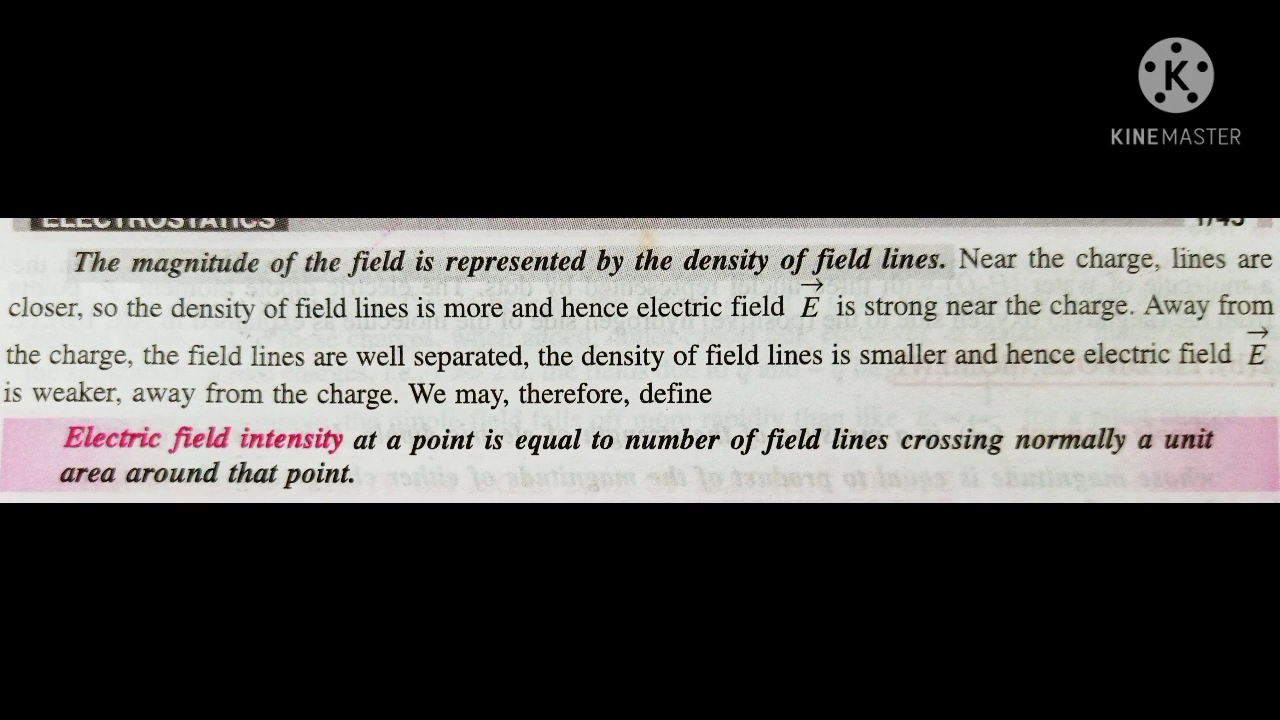 K
KINEMASTER
ELECTROSTATICS 1/43
The magnitude of the field is represented by the density of field lines. Near the charge, lines are
closer, so the density of field lines is more and hence electric field E⃗ is strong near the charge. Away from
the charge, the field lines are well separated, the density of field lines is smaller and hence electric field E⃗
is weaker, away from the charge. We may, therefore, define
Electric field intensity at a point is equal to number of field lines crossing normally a unit
area around that point.